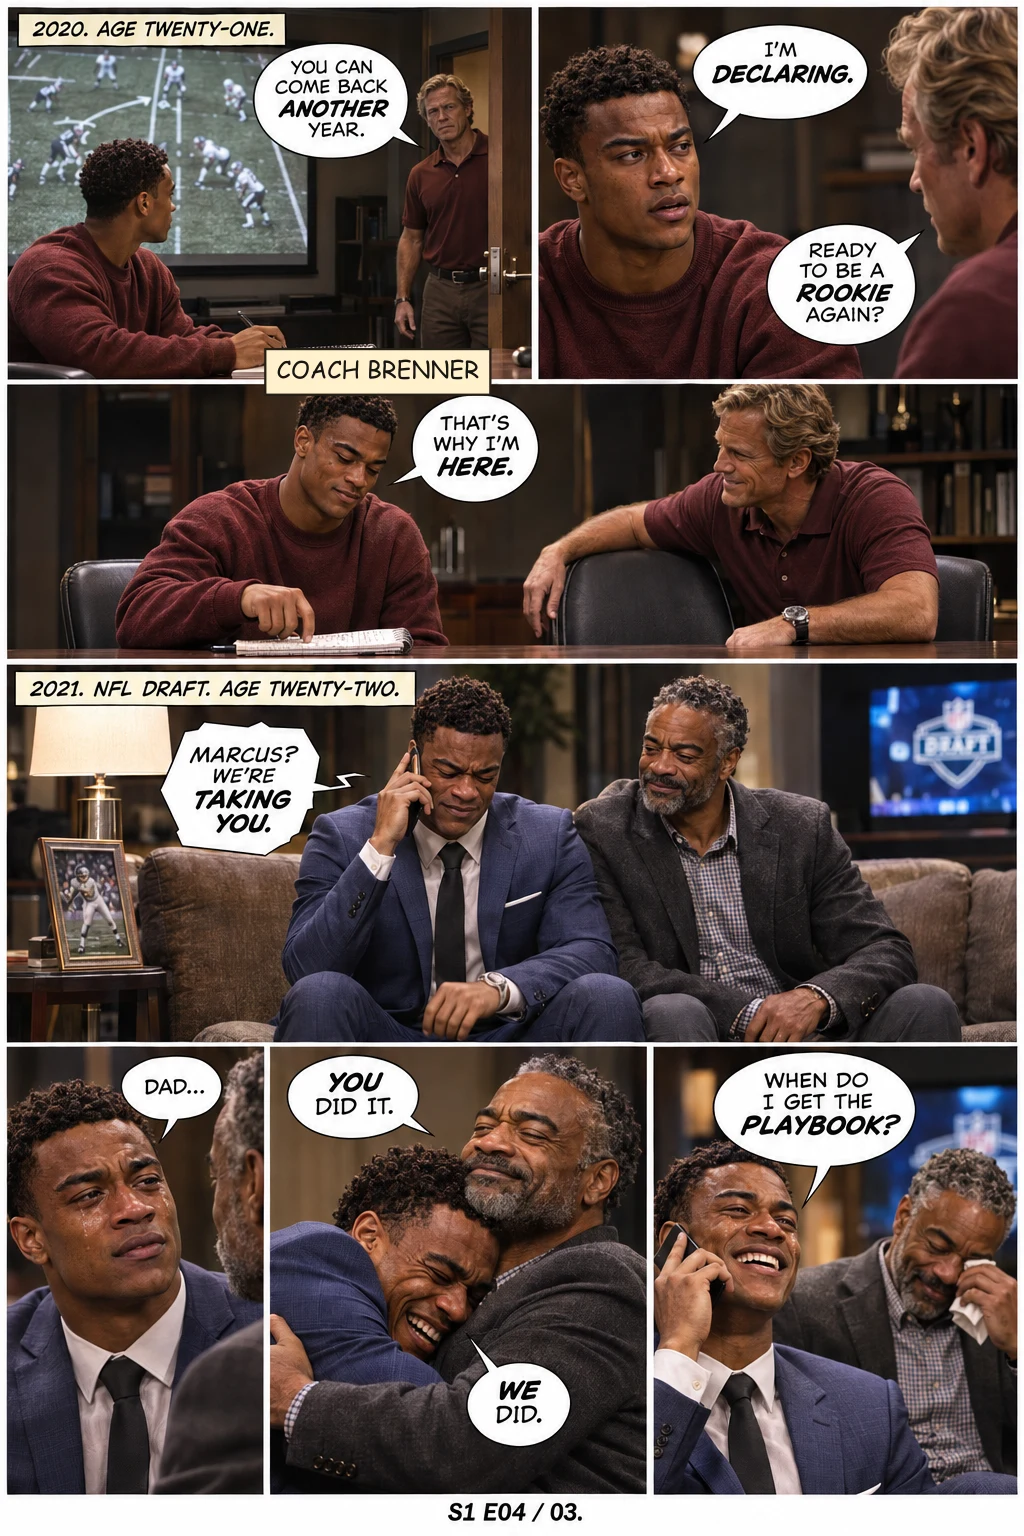 2020. AGE TWENTY-ONE.
YOU CAN
COME BACK
ANOTHER
YEAR.
I'M
DECLARING.
READY
TO BE A
ROOKIE
AGAIN?
COACH BRENNER
THAT'S
WHY I'M
HERE.
2021. NFL DRAFT. AGE TWENTY-TWO.
MARCUS?
WE'RE
TAKING
YOU.
DRAFT
DAD...
YOU
DID IT.
WE
DID.
WHEN DO
I GET THE
PLAYBOOK?
S1 E04 / 03.